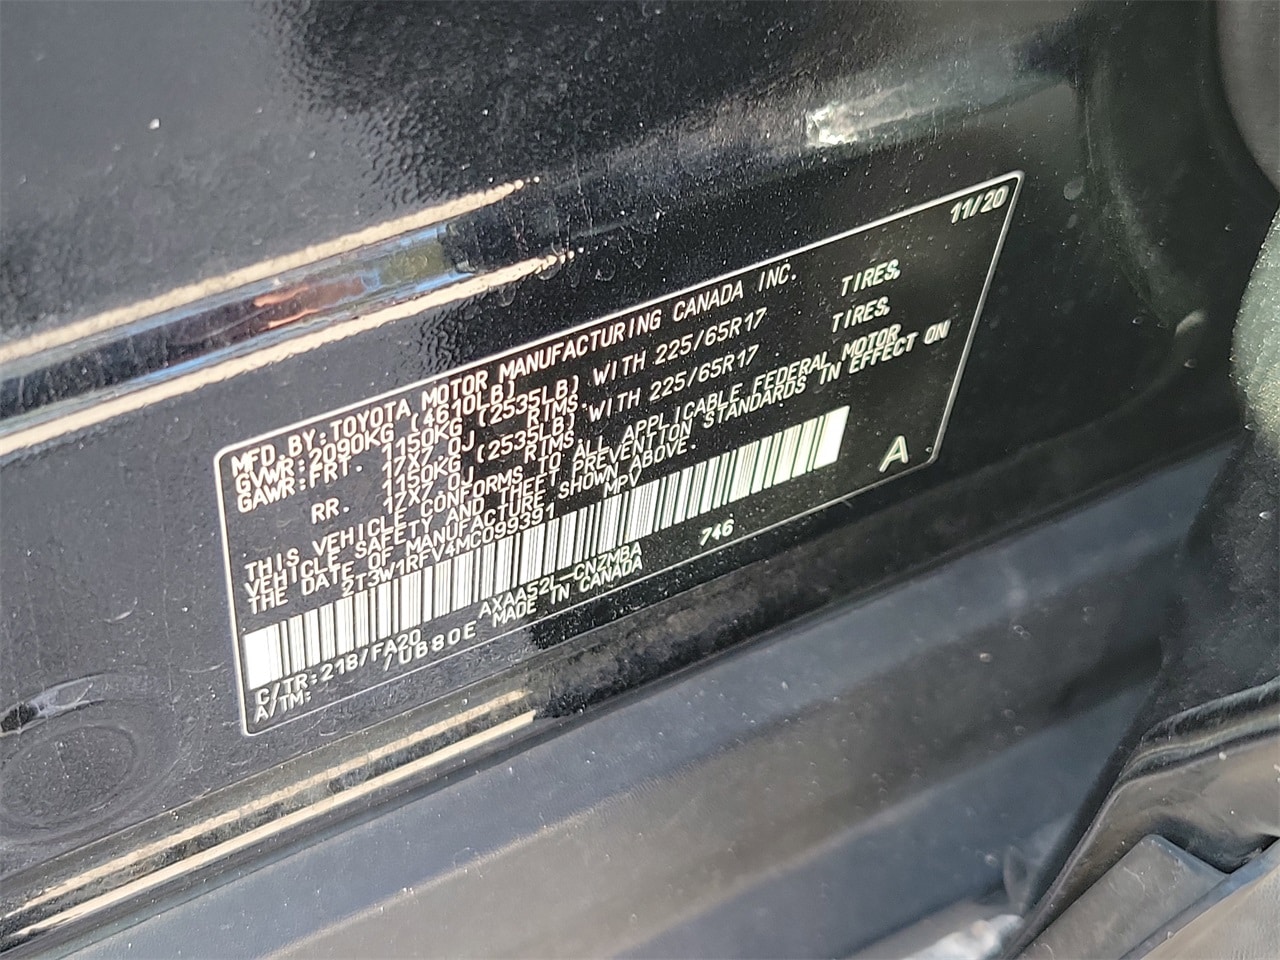 MFD.BY:TOYOTA MOTOR MANUFACTURING CANADA INC. 11/20
GVWR:2090KG (4610LB)
GAWR:FRT. 1150KG (2535LB) WITH 225/65R17 TIRES,
17X7.0J RIMS.
RR. 1150KG (2535LB) WITH 225/65R17 TIRES,
17X7.0J RIMS.
THIS VEHICLE CONFORMS TO ALL APPLICABLE FEDERAL MOTOR
VEHICLE SAFETY AND THEFT PREVENTION STANDARDS IN EFFECT ON
THE DATE OF MANUFACTURE SHOWN ABOVE.
2T3W1RFV4MC099391 MPV
A
C/TR:218/FA20 AXAA52L-CNZMBA 746
A/TM: /UB80E MADE IN CANADA